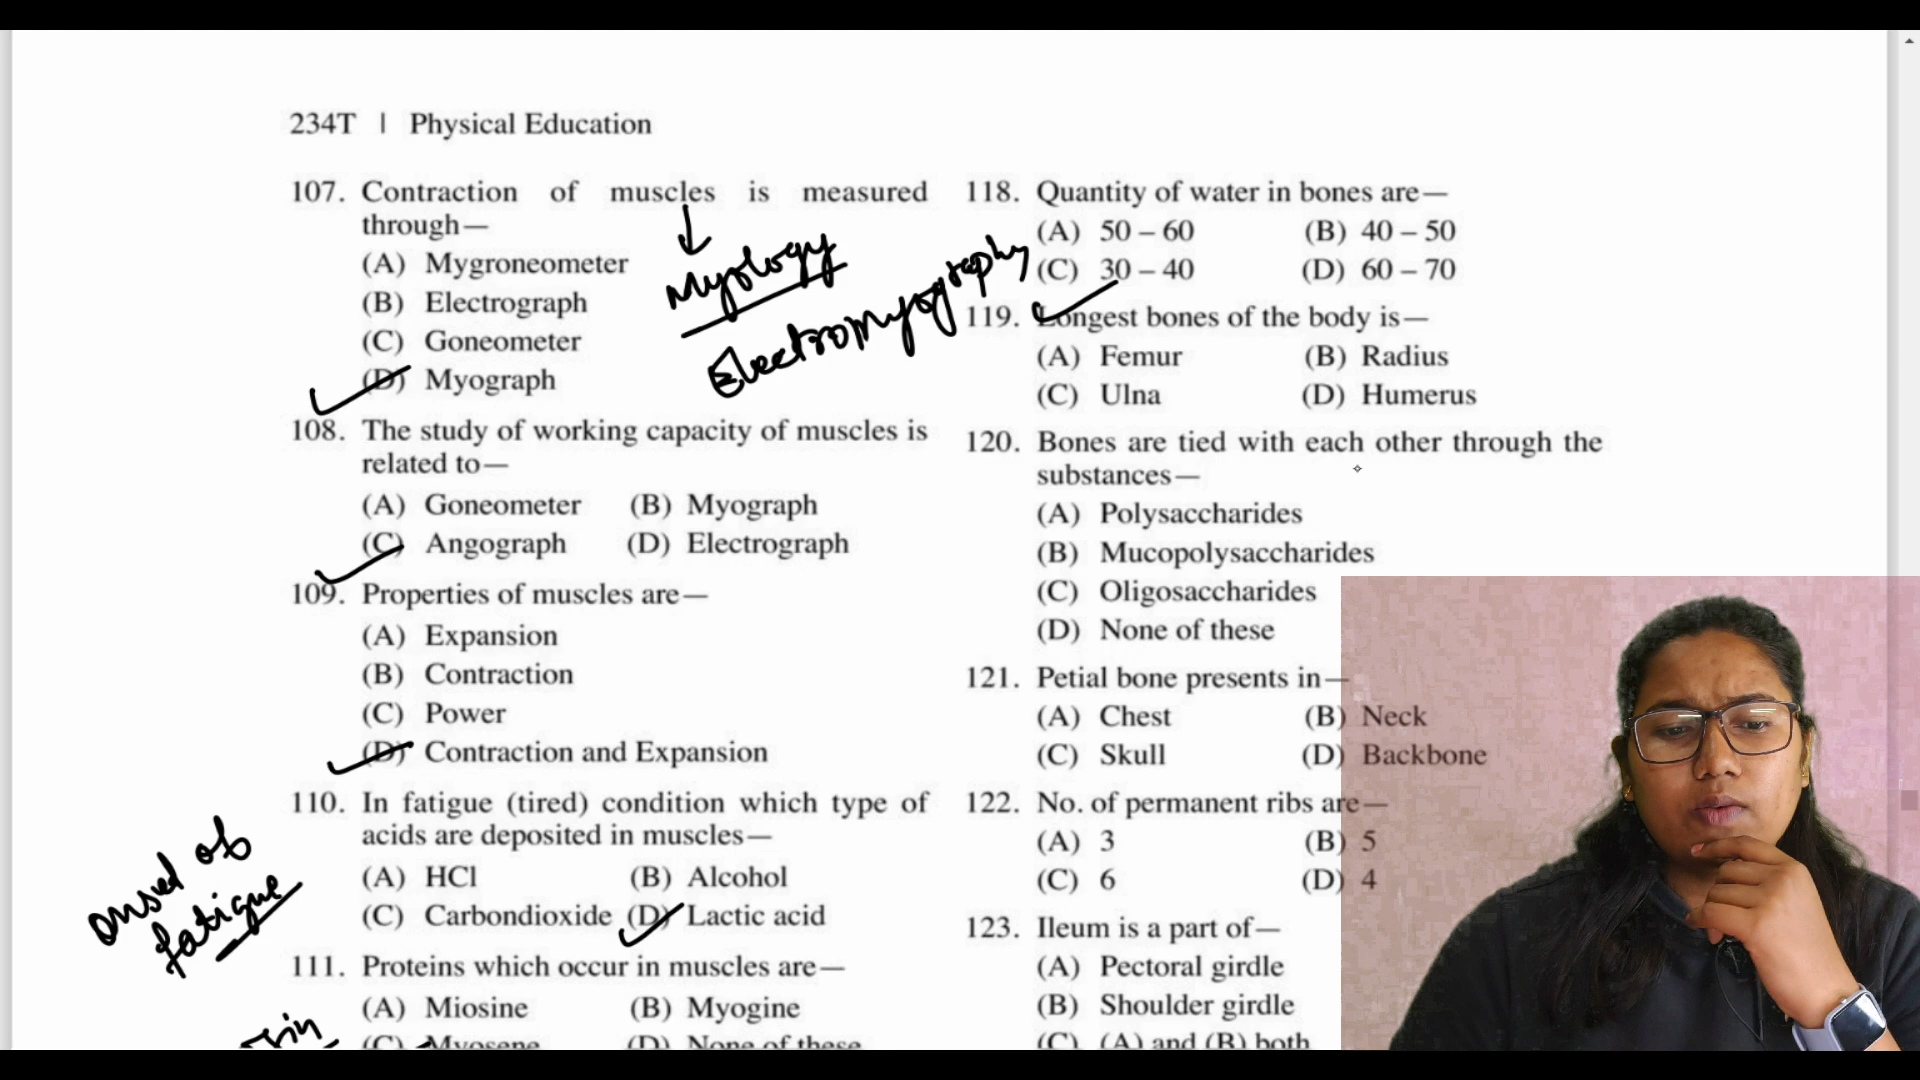 234T | Physical Education
107. Contraction of muscles is measured
through—
(A) Mygroneometer
(B) Electrograph
(C) Goneometer
(D) Myograph
Myology
Electromyography
108. The study of working capacity of muscles is
related to—
(A) Goneometer (B) Myograph
(C) Angograph (D) Electrograph
109. Properties of muscles are—
(A) Expansion
(B) Contraction
(C) Power
(D) Contraction and Expansion
110. In fatigue (tired) condition which type of
acids are deposited in muscles—
(A) HCl (B) Alcohol
(C) Carbondioxide (D) Lactic acid
onset of
fatigue
111. Proteins which occur in muscles are—
(A) Miosine (B) Myogine
(C) Myosene (D) None of these
118. Quantity of water in bones are—
(A) 50 – 60 (B) 40 – 50
(C) 30 – 40 (D) 60 – 70
119. Longest bones of the body is—
(A) Femur (B) Radius
(C) Ulna (D) Humerus
120. Bones are tied with each other through the
substances—
(A) Polysaccharides
(B) Mucopolysaccharides
(C) Oligosaccharides
(D) None of these
121. Petial bone presents in—
(A) Chest (B) Neck
(C) Skull (D) Backbone
122. No. of permanent ribs are—
(A) 3 (B) 5
(C) 6 (D) 4
123. Ileum is a part of—
(A) Pectoral girdle
(B) Shoulder girdle
(C) (A) and (B) both